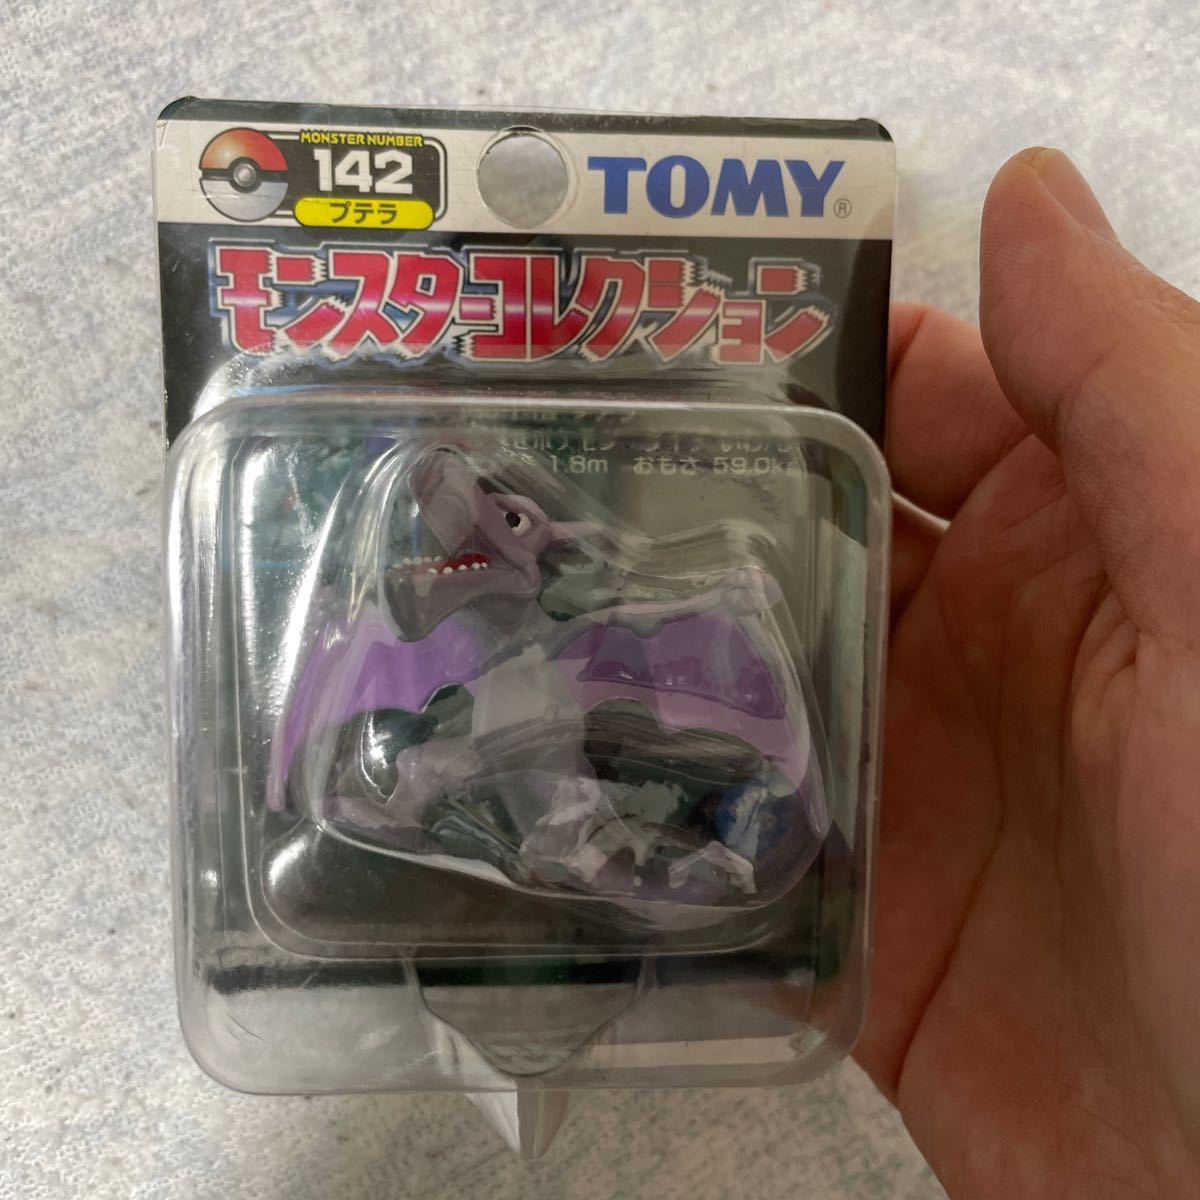 MONSTER NUMBER
142
プテラ
TOMY®
モンスターコレクション
1.8m おもさ 59.0kg